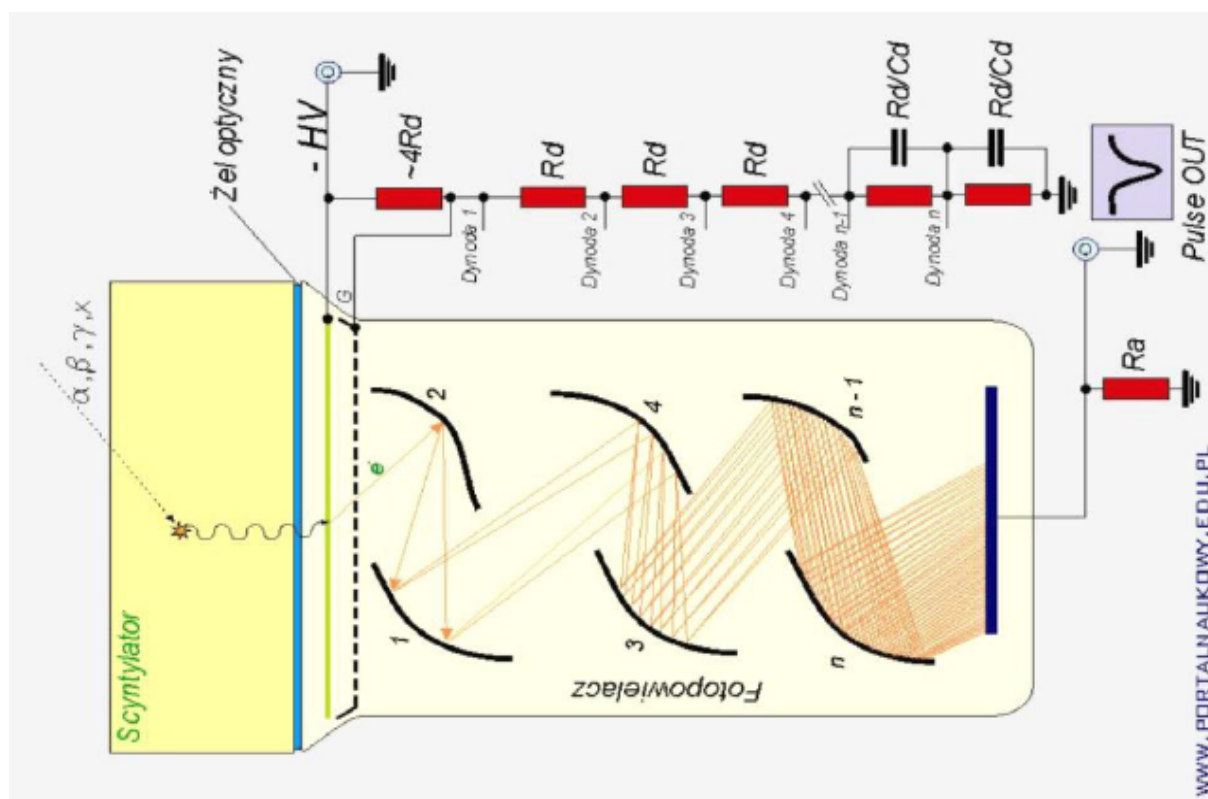 Scyntylator
α,β,γ,x
Żel optyczny
- HV
~4Rd
G
Dynoda 1
Rd
Dynoda 2
Rd
Dynoda 3
Rd
Dynoda 4
Dynoda n-1
Rd/Cd
Dynoda n
Rd/Cd
e
2
1
4
3
n-1
n
Fotopowielacz
Ra
Pulse OUT
WWW.PORTALNAUKOWY.EDU.PL